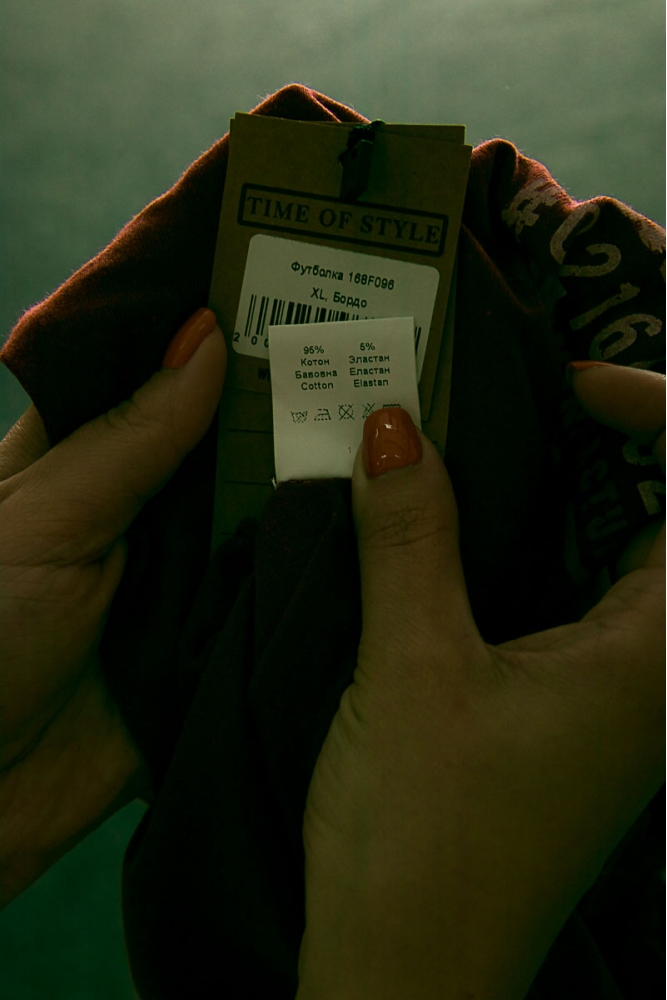 TIME OF STYLE
Футболка 168F096
XL, Бордо
95% 5%
Котон Эластан
Бавовна Еластан
Cotton Elastan